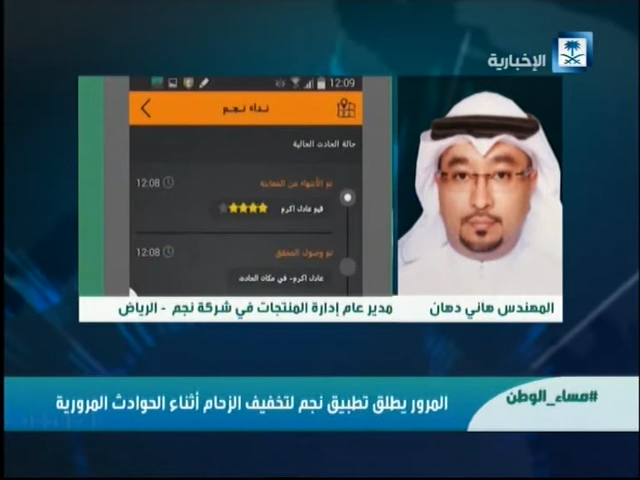 الإخبارية
12:09
نداء نجم
حالة الحادث الحالية
تم الأنتهاء من المعاينة
12:08
قيم عادل اكرم
تم وصول المحقق
12:08
عادل اكرم- في مكان الحادث
المهندس هاني دهان
مدير عام إدارة المنتجات في شركة نجم - الرياض
#مساء_الوطن
المرور يطلق تطبيق نجم لتخفيف الزحام أثناء الحوادث المرورية